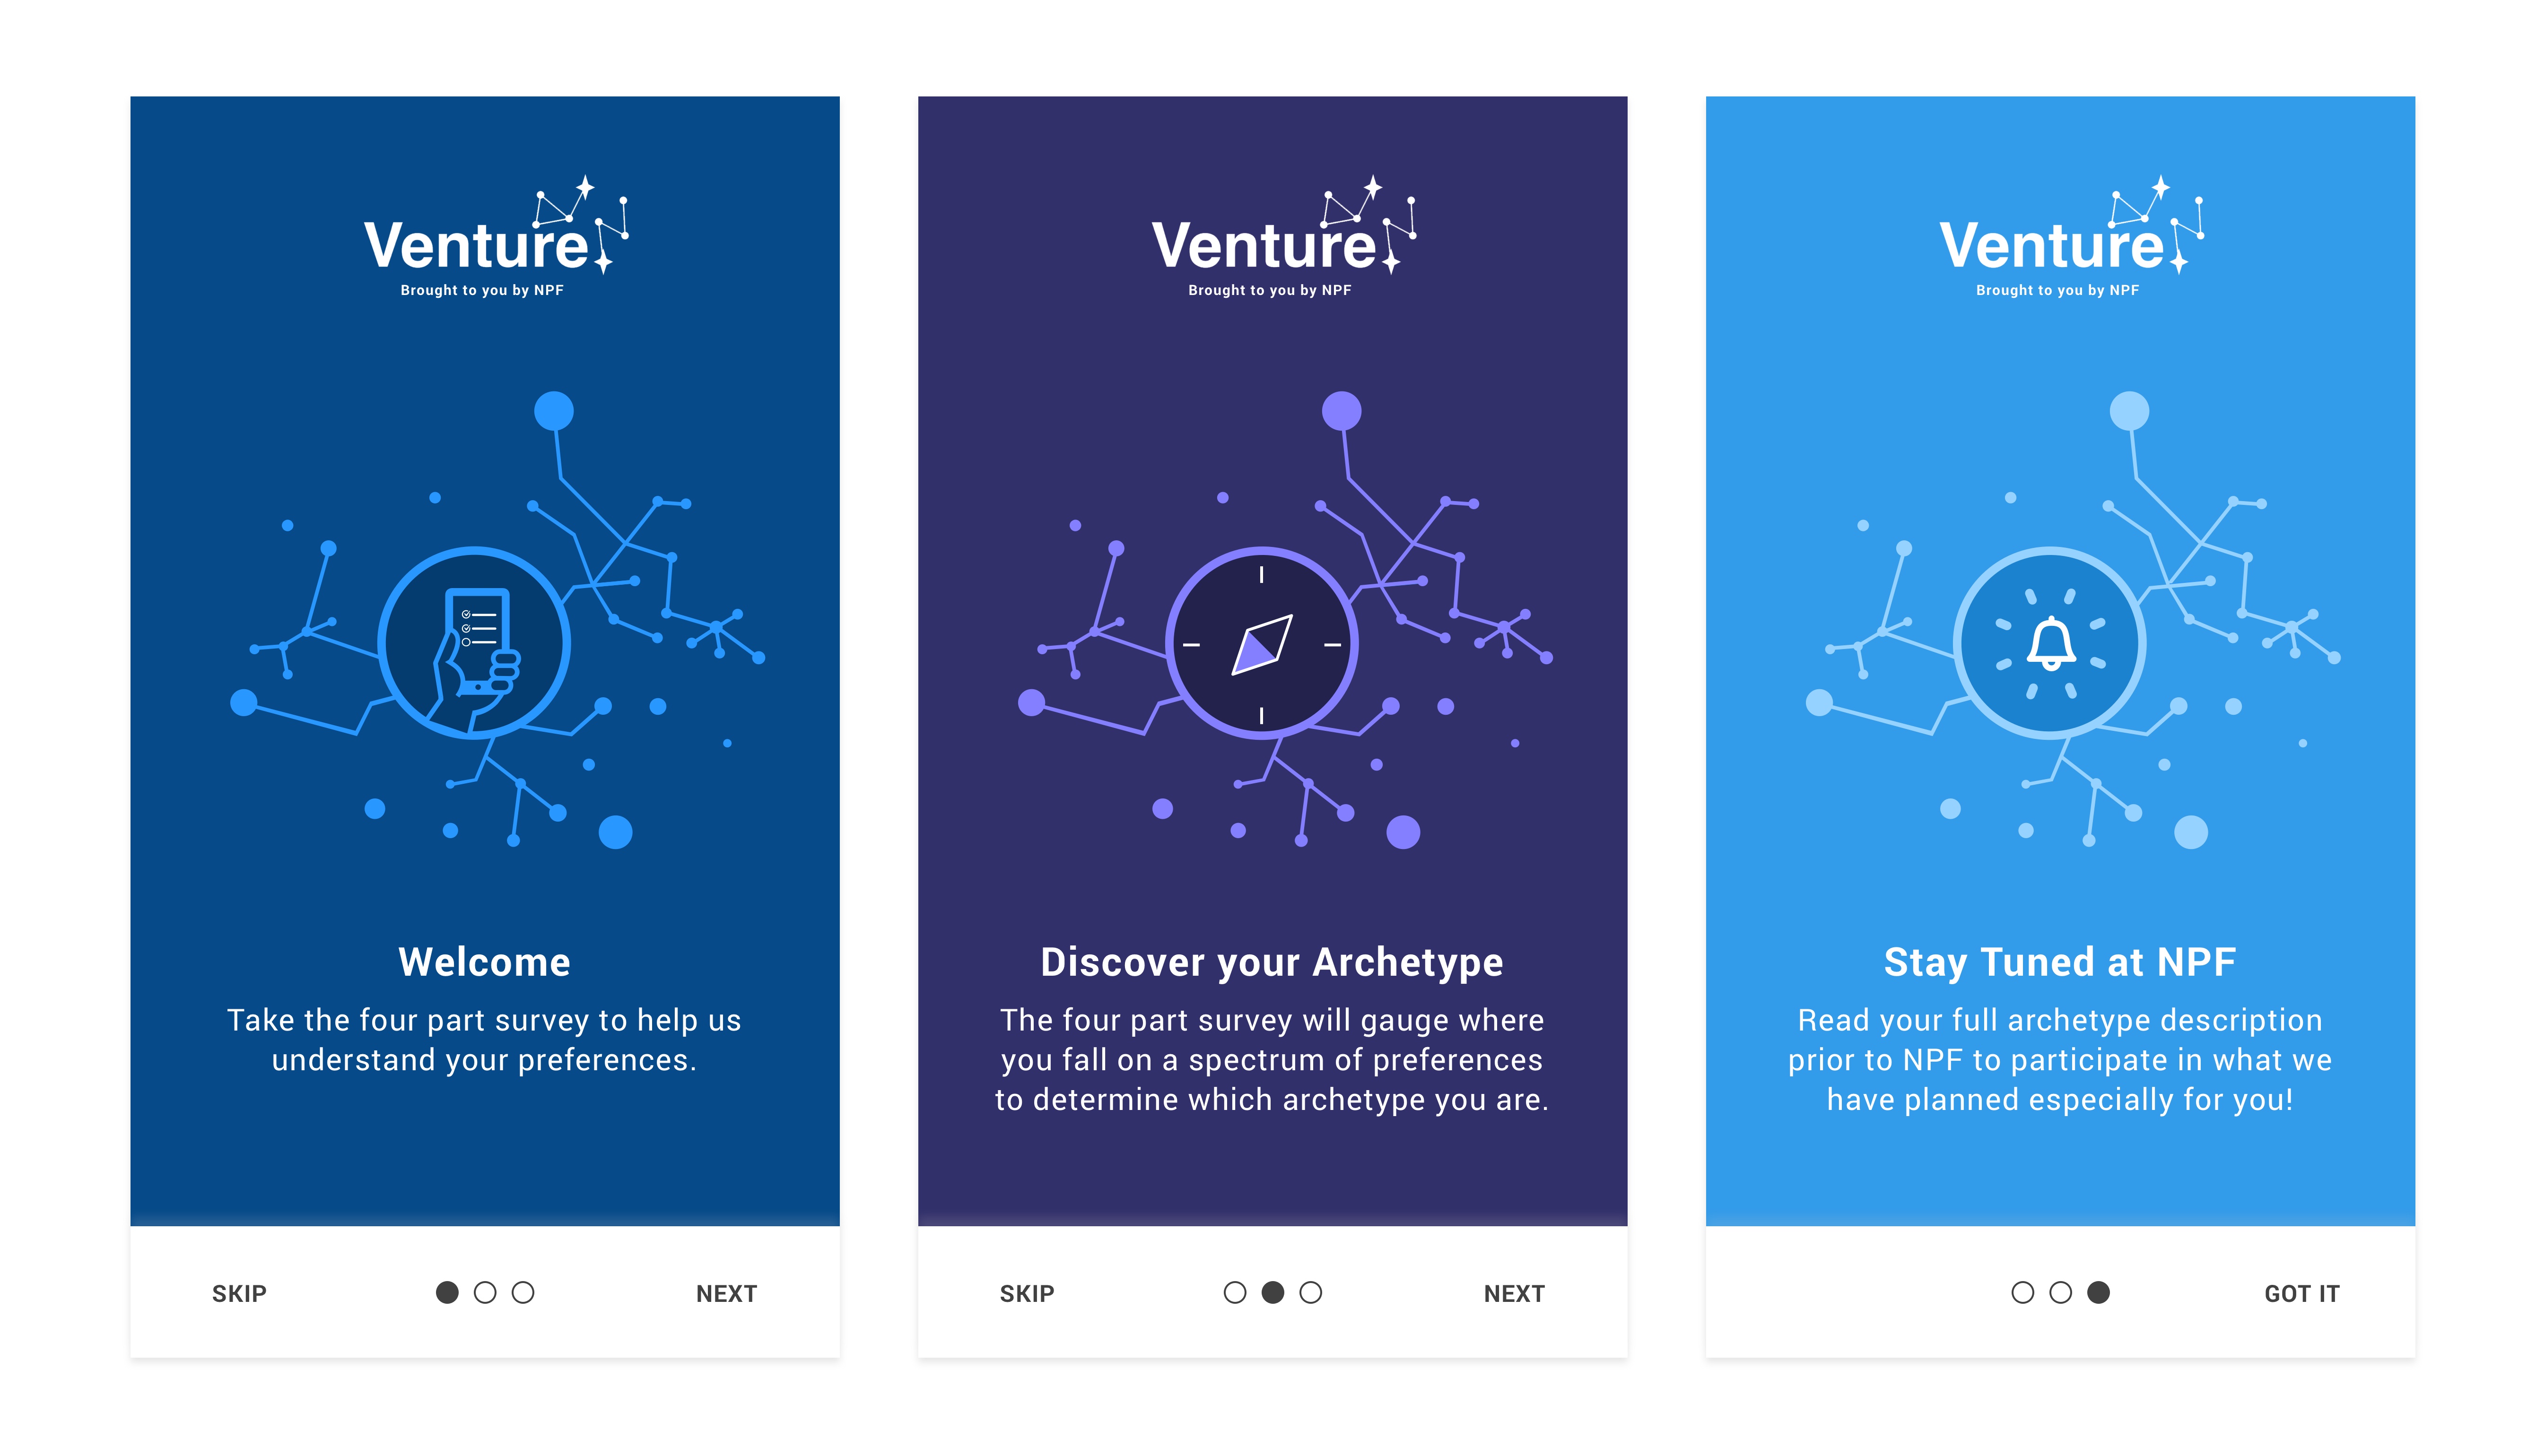 Venture
Brought to you by NPF
Welcome
Take the four part survey to help us
understand your preferences.
SKIP
NEXT
Venture
Brought to you by NPF
Discover your Archetype
The four part survey will gauge where
you fall on a spectrum of preferences
to determine which archetype you are.
SKIP
NEXT
Venture
Brought to you by NPF
Stay Tuned at NPF
Read your full archetype description
prior to NPF to participate in what we
have planned especially for you!
GOT IT